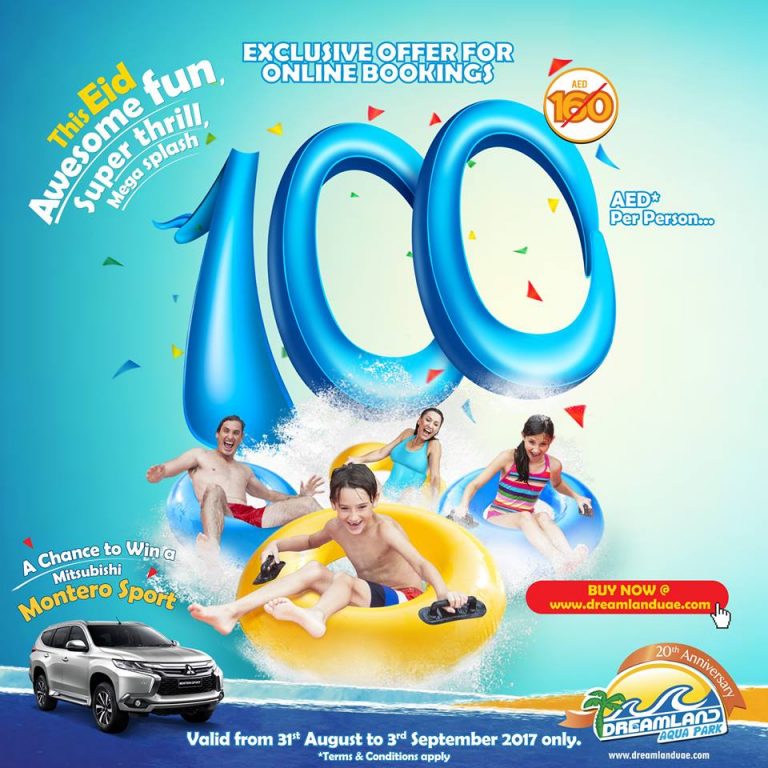 EXCLUSIVE OFFER FOR
ONLINE BOOKINGS
This Eid
Awesome fun,
Super thrill,
Mega splash
AED
160
100
AED*
Per Person...
A Chance to Win a
Mitsubishi
Montero Sport
BUY NOW @
www.dreamlanduae.com
20th Anniversary
DREAMLAND
AQUA PARK
www.dreamlanduae.com
Valid from 31st August to 3rd September 2017 only.
*Terms & Conditions apply